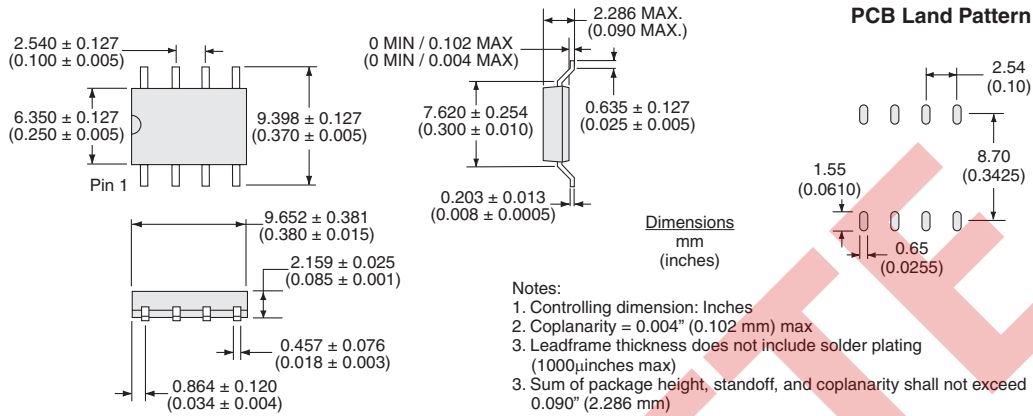 PCB Land Pattern
2.540 ± 0.127
(0.100 ± 0.005)
6.350 ± 0.127
(0.250 ± 0.005)
9.398 ± 0.127
(0.370 ± 0.005)
Pin 1
0 MIN / 0.102 MAX
(0 MIN / 0.004 MAX)
2.286 MAX.
(0.090 MAX.)
7.620 ± 0.254
(0.300 ± 0.010)
0.635 ± 0.127
(0.025 ± 0.005)
0.203 ± 0.013
(0.008 ± 0.0005)
2.54
(0.10)
8.70
(0.3425)
1.55
(0.0610)
0.65
(0.0255)
9.652 ± 0.381
(0.380 ± 0.015)
2.159 ± 0.025
(0.085 ± 0.001)
0.457 ± 0.076
(0.018 ± 0.003)
0.864 ± 0.120
(0.034 ± 0.004)
Dimensions
mm
(inches)
Notes:
1. Controlling dimension: Inches
2. Coplanarity = 0.004" (0.102 mm) max
3. Leadframe thickness does not include solder plating
(1000µinches max)
3. Sum of package height, standoff, and coplanarity shall not exceed
0.090" (2.286 mm)
TE